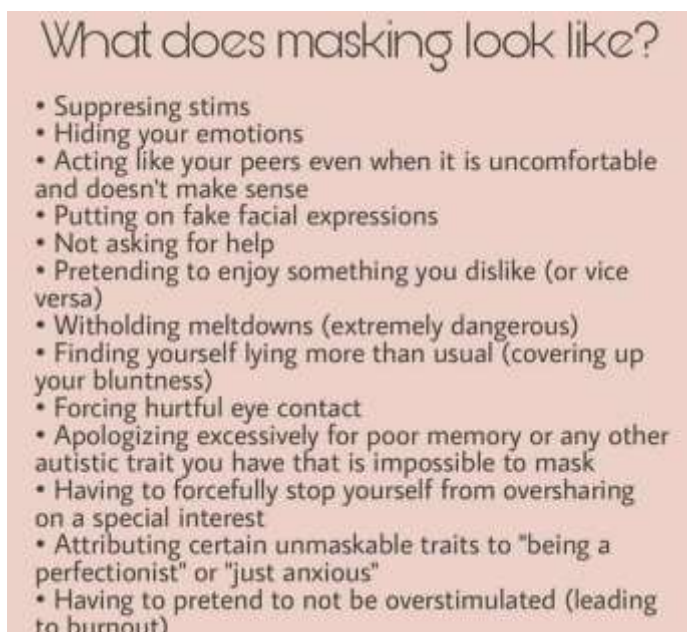 What does masking look like?
• Suppresing stims
• Hiding your emotions
• Acting like your peers even when it is uncomfortable
and doesn't make sense
• Putting on fake facial expressions
• Not asking for help
• Pretending to enjoy something you dislike (or vice
versa)
• Witholding meltdowns (extremely dangerous)
• Finding yourself lying more than usual (covering up
your bluntness)
• Forcing hurtful eye contact
• Apologizing excessively for poor memory or any other
autistic trait you have that is impossible to mask
• Having to forcefully stop yourself from oversharing
on a special interest
• Attributing certain unmaskable traits to "being a
perfectionist" or "just anxious"
• Having to pretend to not be overstimulated (leading
to burnout)